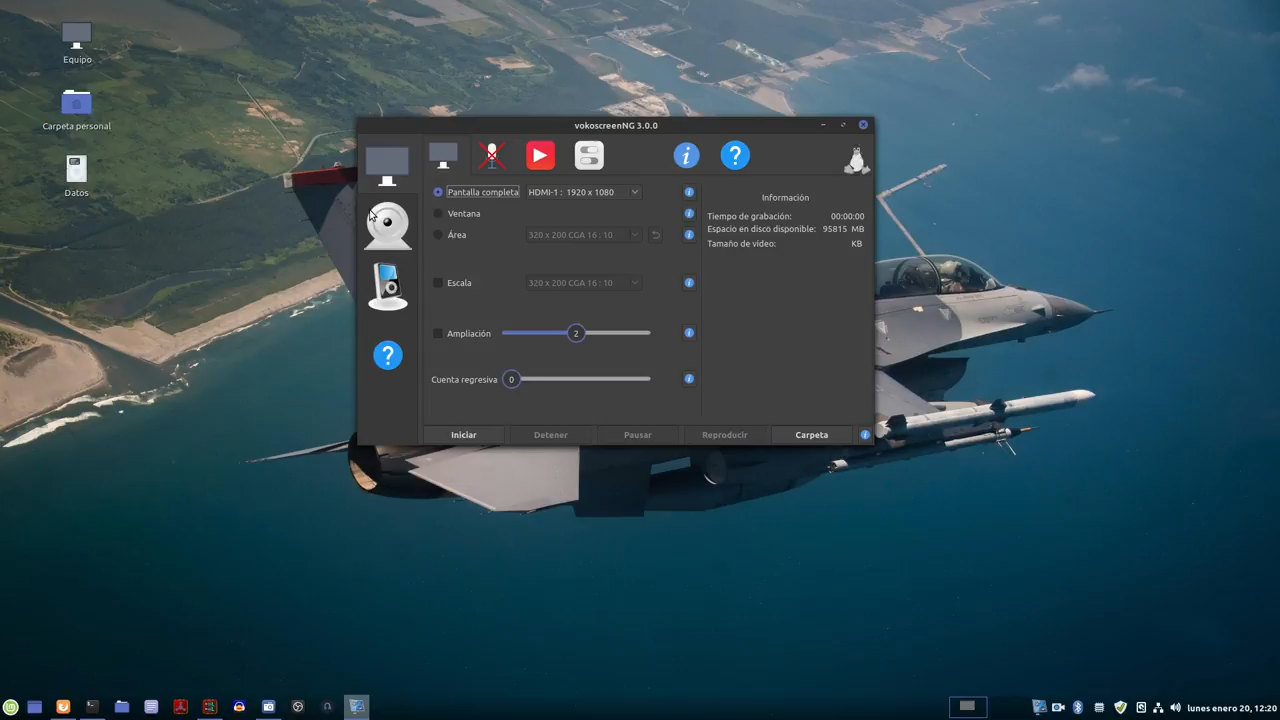 Equipo
Carpeta personal
Datos
vokoscreenNG 3.0.0
Pantalla completa
HDMI-1 : 1920 x 1080
Ventana
Área
320 x 200 CGA 16 : 10
Escala
320 x 200 CGA 16 : 10
Ampliación
2
Cuenta regresiva
0
Información
Tiempo de grabación: 00:00:00
Espacio en disco disponible: 95815 MB
Tamaño de vídeo: KB
Iniciar
Detener
Pausar
Reproducir
Carpeta
lunes enero 20, 12:20